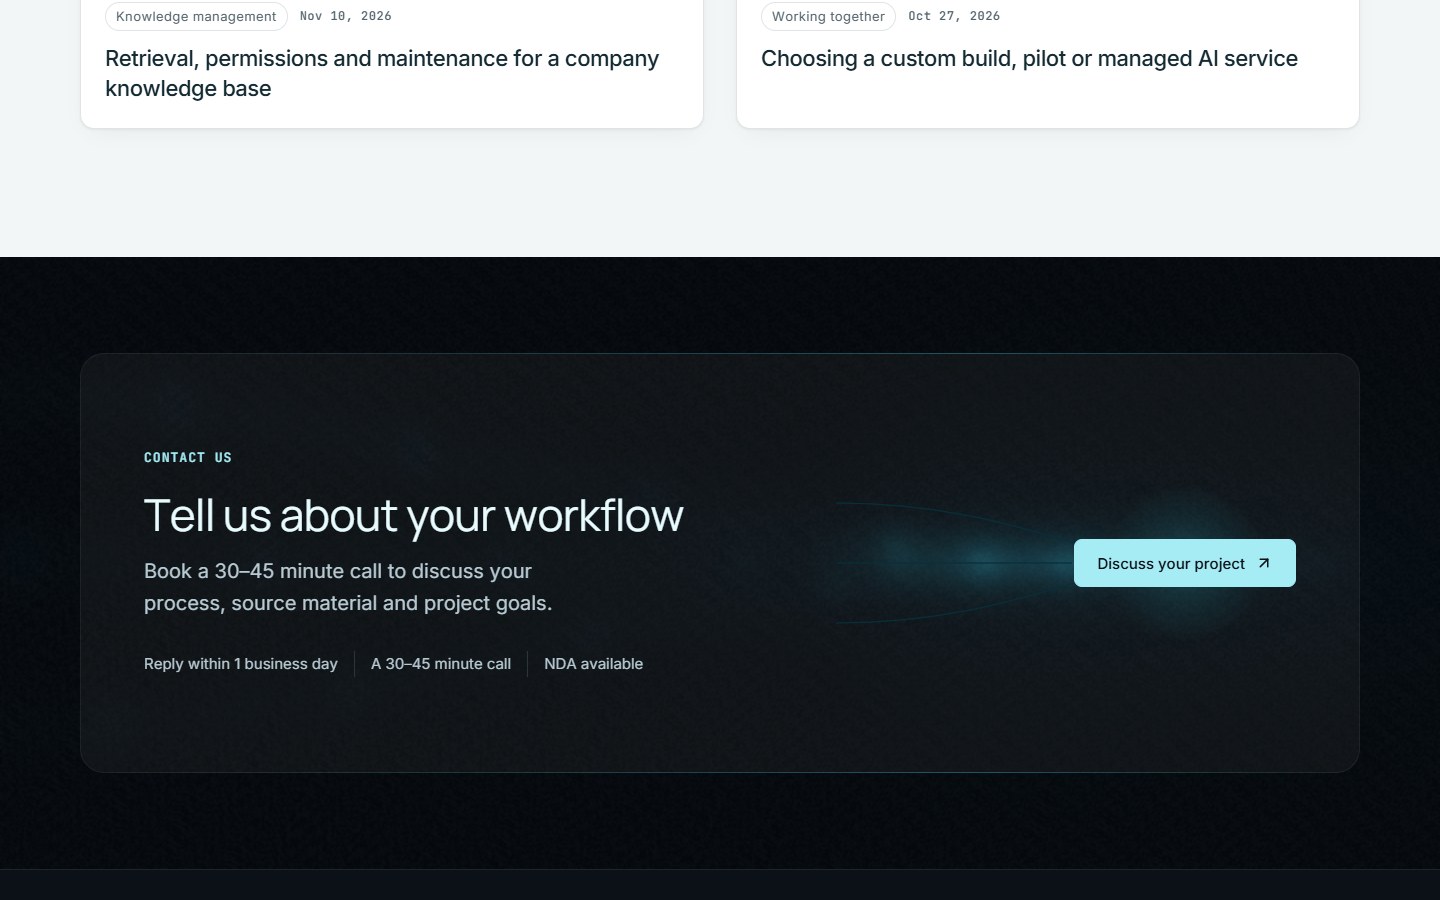 Knowledge management
Nov 10, 2026
Retrieval, permissions and maintenance for a company
knowledge base
Working together
Oct 27, 2026
Choosing a custom build, pilot or managed AI service
CONTACT US
Tell us about your workflow
Book a 30–45 minute call to discuss your
process, source material and project goals.
Reply within 1 business day
A 30–45 minute call
NDA available
Discuss your project